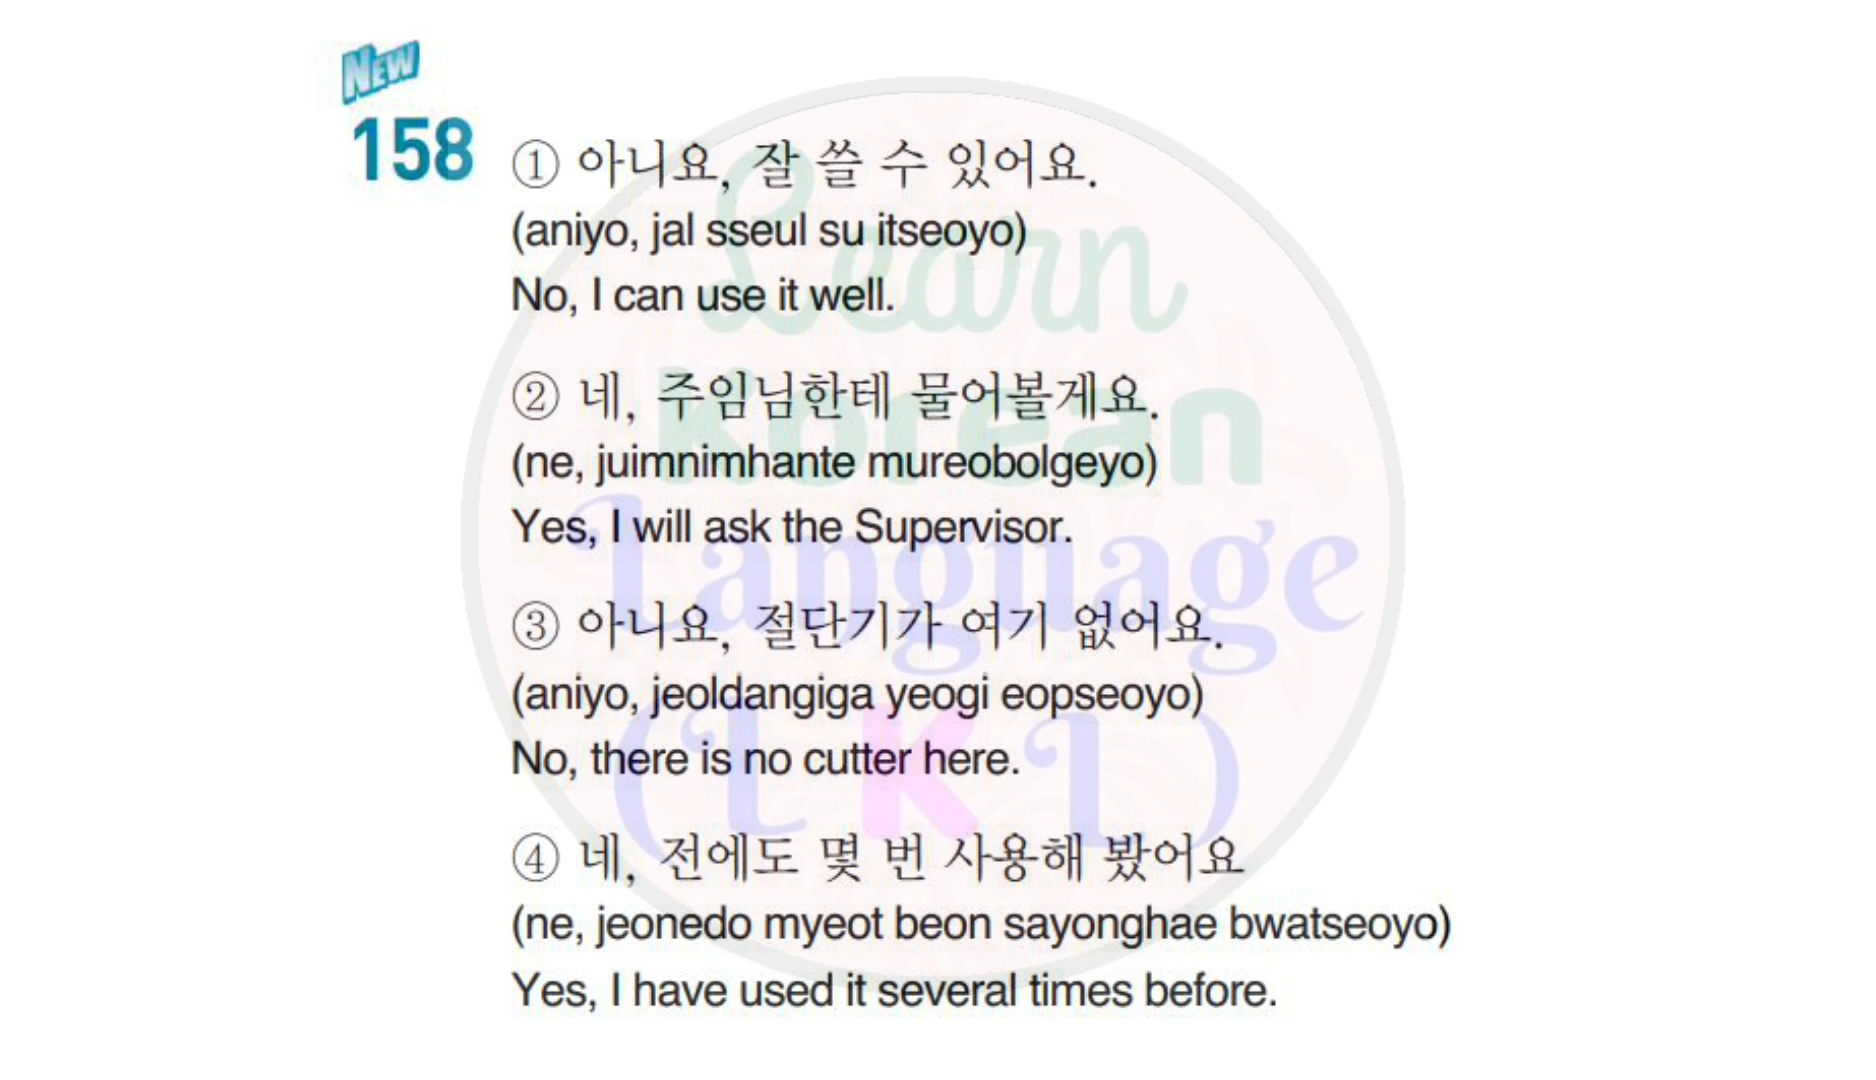 NEW
158
① 아니요, 잘 쓸 수 있어요.
(aniyo, jal sseul su itseoyo)
No, I can use it well.
② 네, 주임님한테 물어볼게요.
(ne, juimnimhante mureobolgeyo)
Yes, I will ask the Supervisor.
③ 아니요, 절단기가 여기 없어요.
(aniyo, jeoldangiga yeogi eopseoyo)
No, there is no cutter here.
④ 네, 전에도 몇 번 사용해 봤어요
(ne, jeonedo myeot beon sayonghae bwatseoyo)
Yes, I have used it several times before.
Learn
Korean
Language
(LKL)